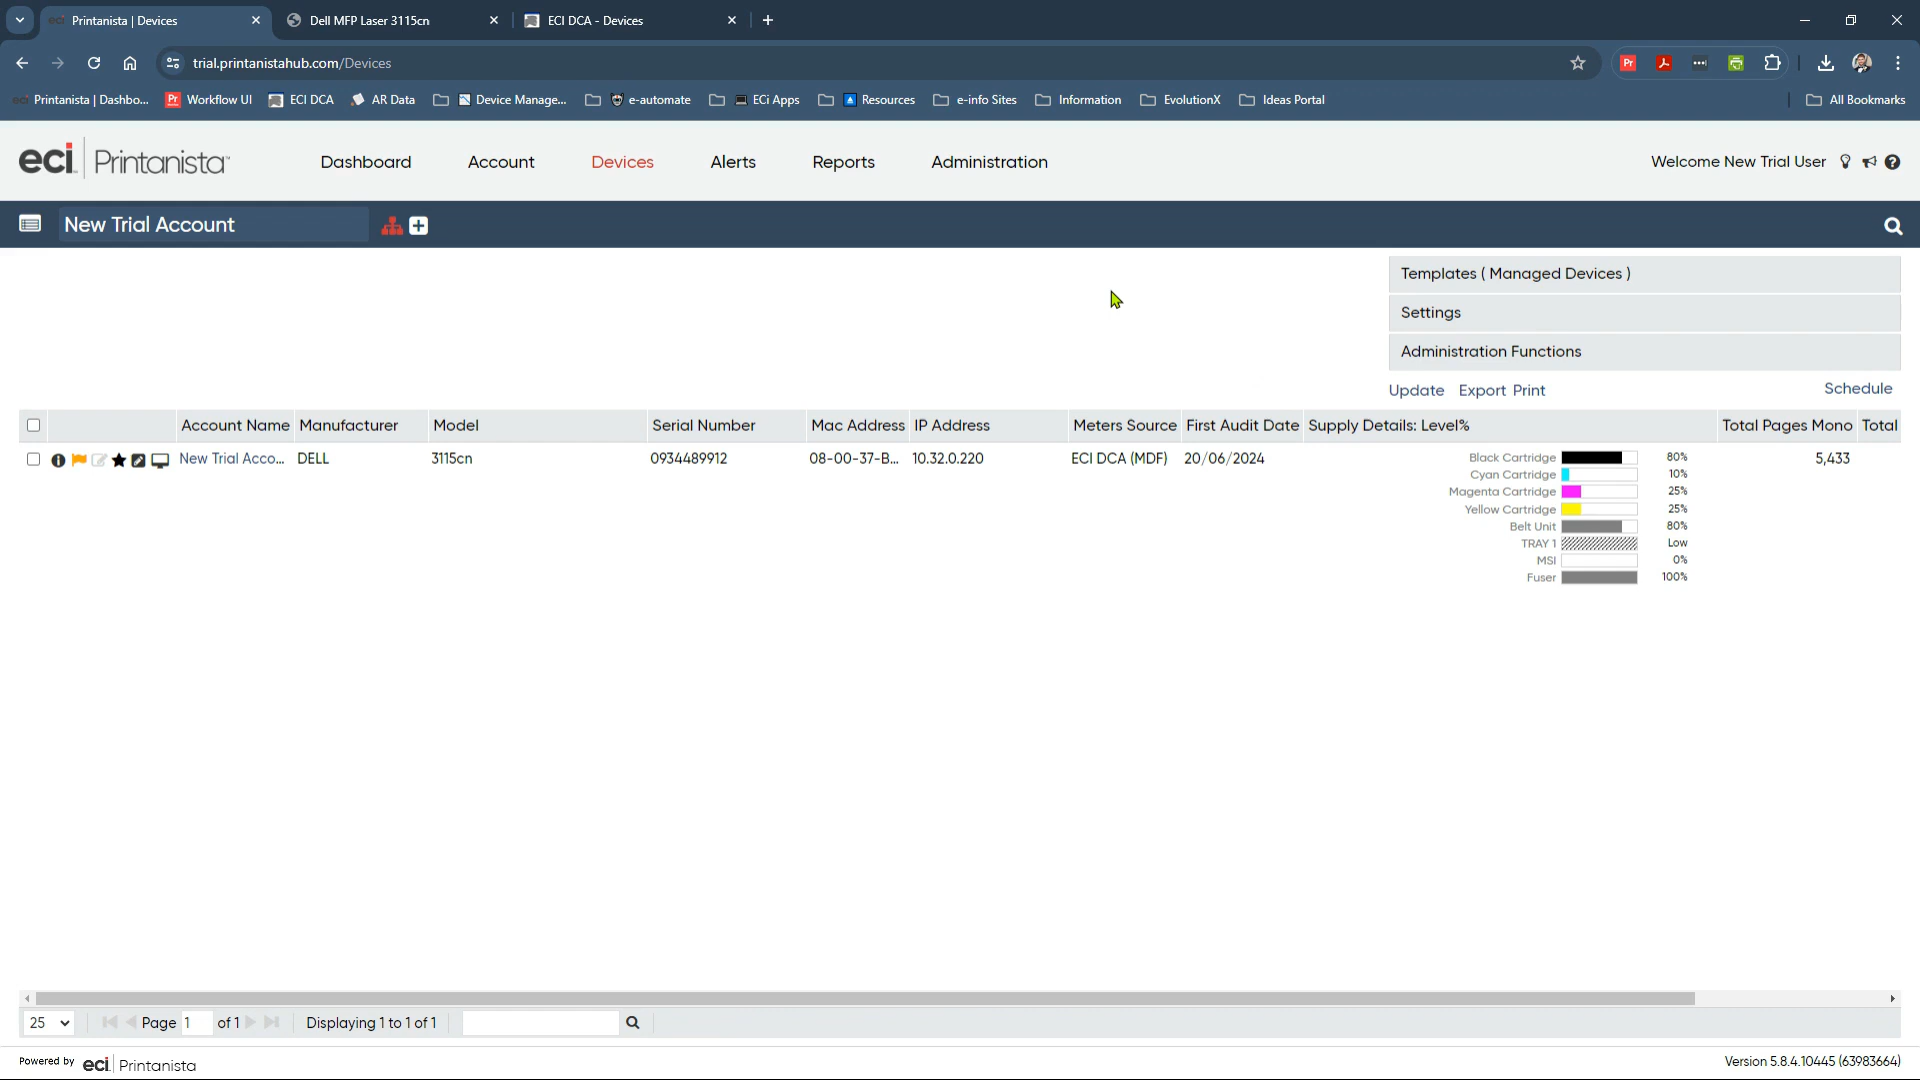 Printanista | Devices
Dell MFP Laser 3115cn
ECI DCA - Devices
trial.printanistahub.com/Devices
Printanista | Dashbo...
Workflow UI
ECI DCA
AR Data
Device Manage...
e-automate
ECi Apps
Resources
e-info Sites
Information
EvolutionX
Ideas Portal
All Bookmarks
eci Printanista
Dashboard
Account
Devices
Alerts
Reports
Administration
Welcome New Trial User
New Trial Account
Templates ( Managed Devices )
Settings
Administration Functions
Update Export Print
Schedule
Account Name Manufacturer Model Serial Number Mac Address IP Address Meters Source First Audit Date Supply Details: Level% Total Pages Mono Total
New Trial Acco... DELL 3115cn 0934489912 08-00-37-B... 10.32.0.220 ECI DCA (MDF) 20/06/2024 Black Cartridge 80% 5,433
Cyan Cartridge 10%
Magenta Cartridge 25%
Yellow Cartridge 25%
Belt Unit 80%
TRAY 1 Low
MSI 0%
Fuser 100%
25 Page 1 of 1 Displaying 1 to 1 of 1
Powered by eci Printanista
Version 5.8.4.10445 (63983664)